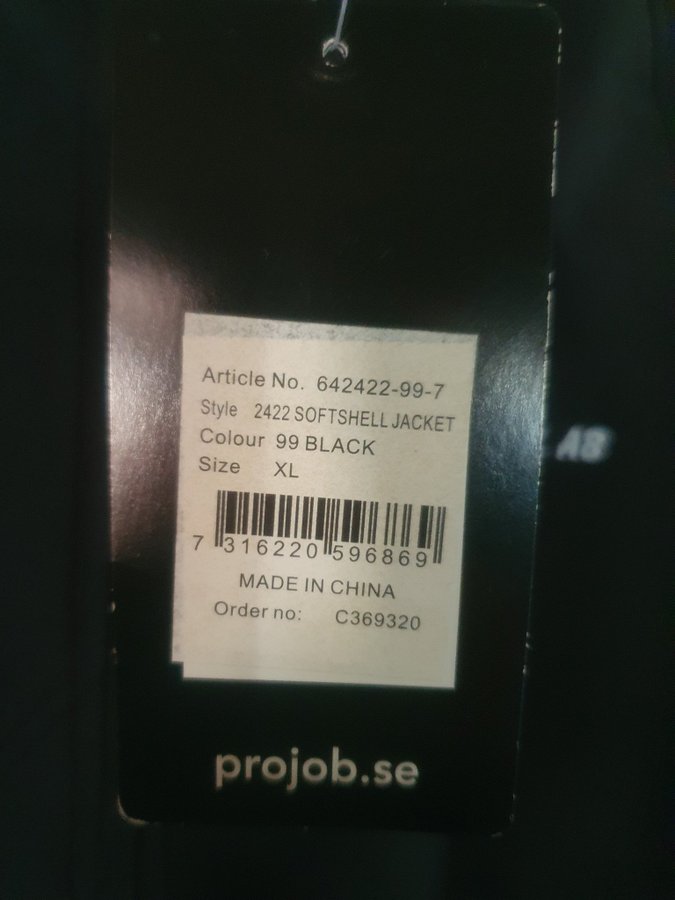 Article No. 642422-99-7
Style 2422 SOFTSHELL JACKET
Colour 99 BLACK
Size XL
7 316220 596869
MADE IN CHINA
Order no: C369320
projob.se
AB